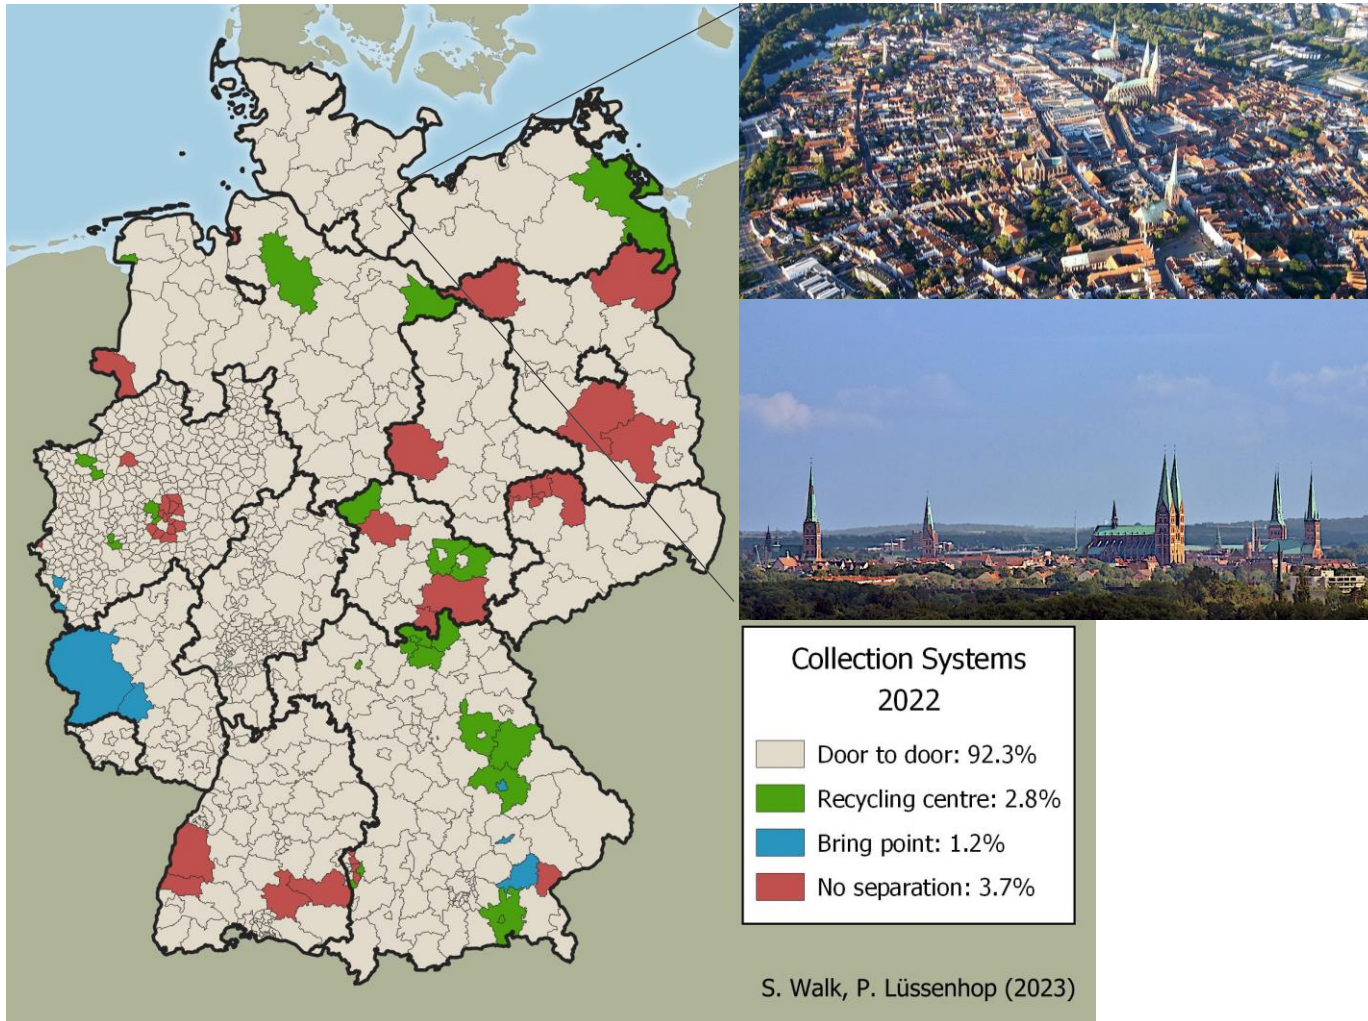 Collection Systems
2022
Door to door: 92.3%
Recycling centre: 2.8%
Bring point: 1.2%
No separation: 3.7%
S. Walk, P. Lüssenhop (2023)